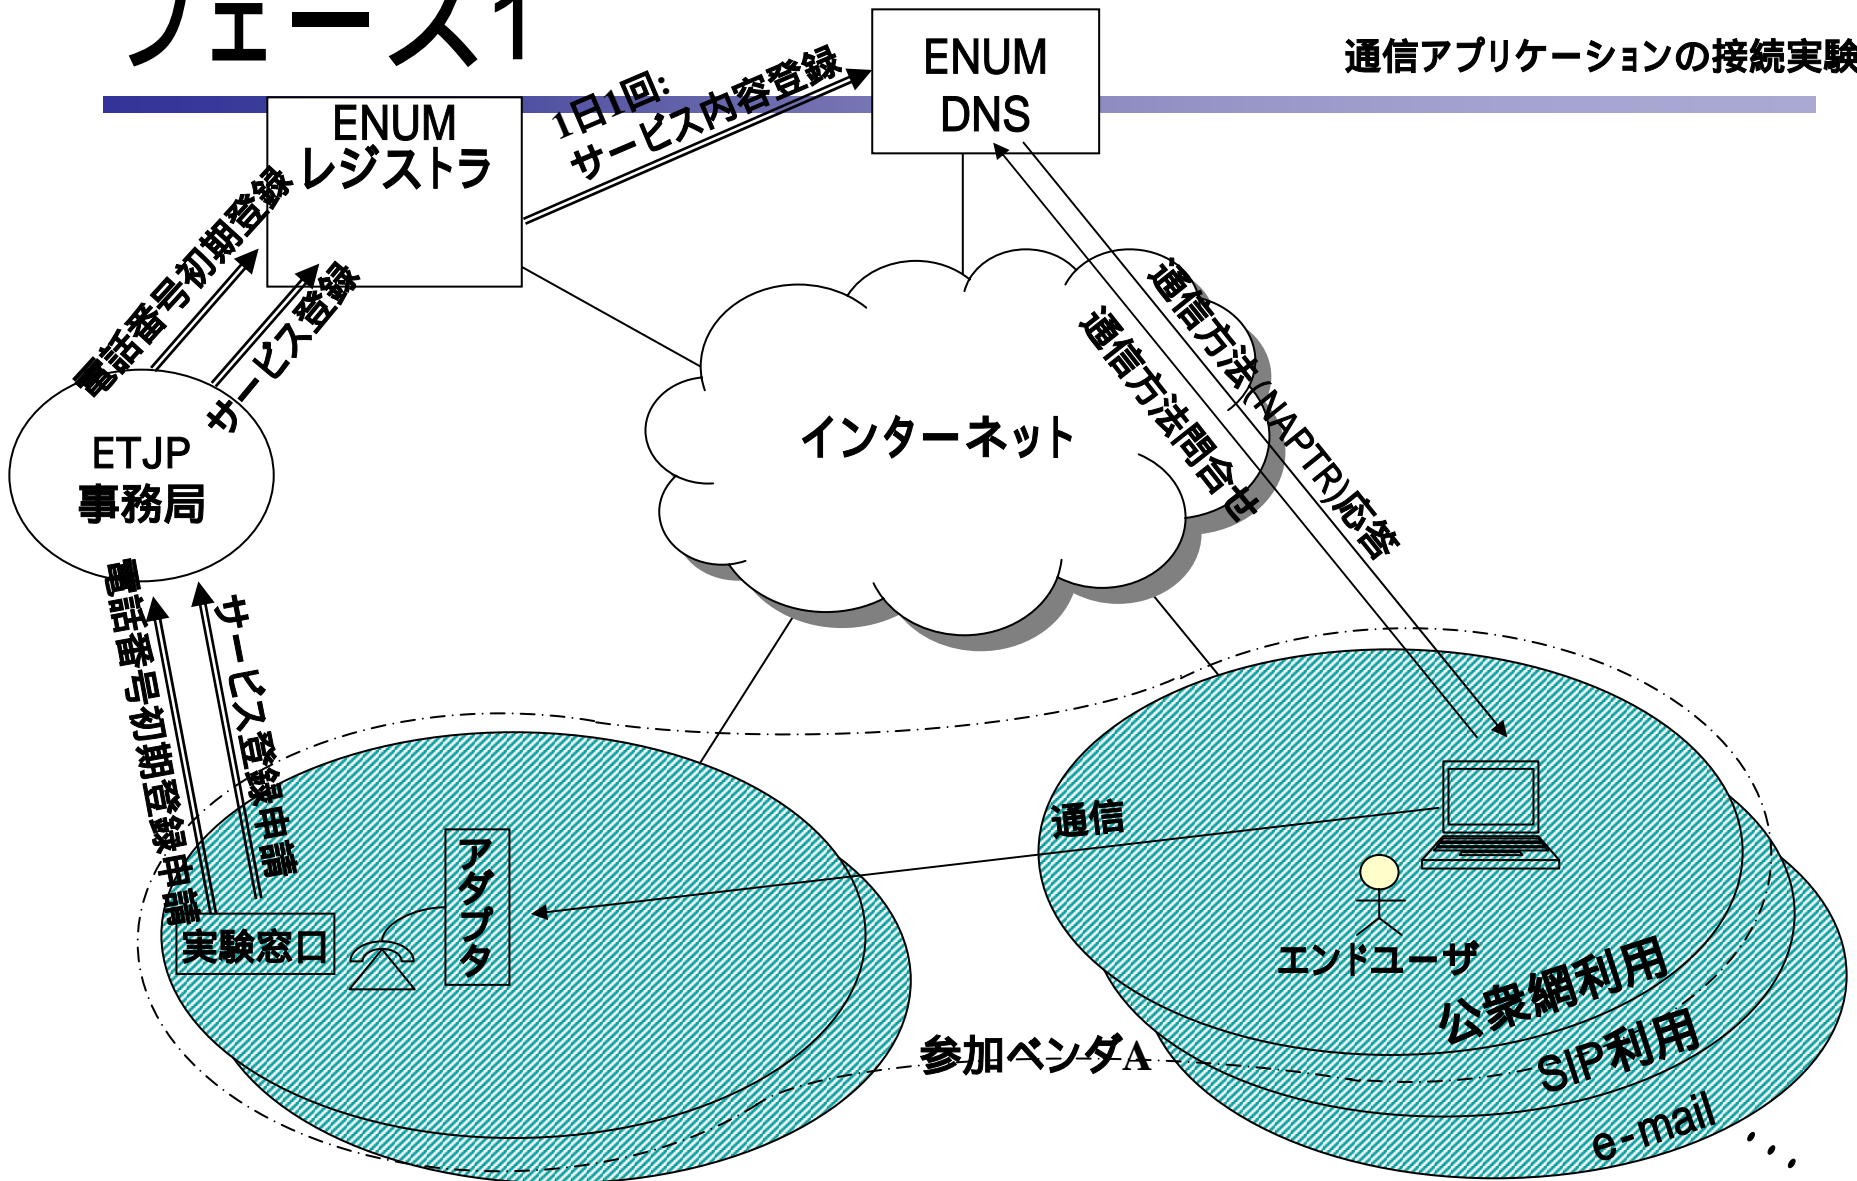 フェーズ1
通信アプリケーションの接続実験
ENUM
DNS
1日1回:
サービス内容登録
ENUM
レジストラ
電話番号初期登録
サービス登録
通信方法(NAPTR)応答
通信方法問合せ
インターネット
ETJP
事務局
電話番号初期登録申請
サービス登録申請
通信
アダプタ
実験窓口
エンドユーザ
公衆網利用
SIP利用
e-mail
・・・
参加ベンダA